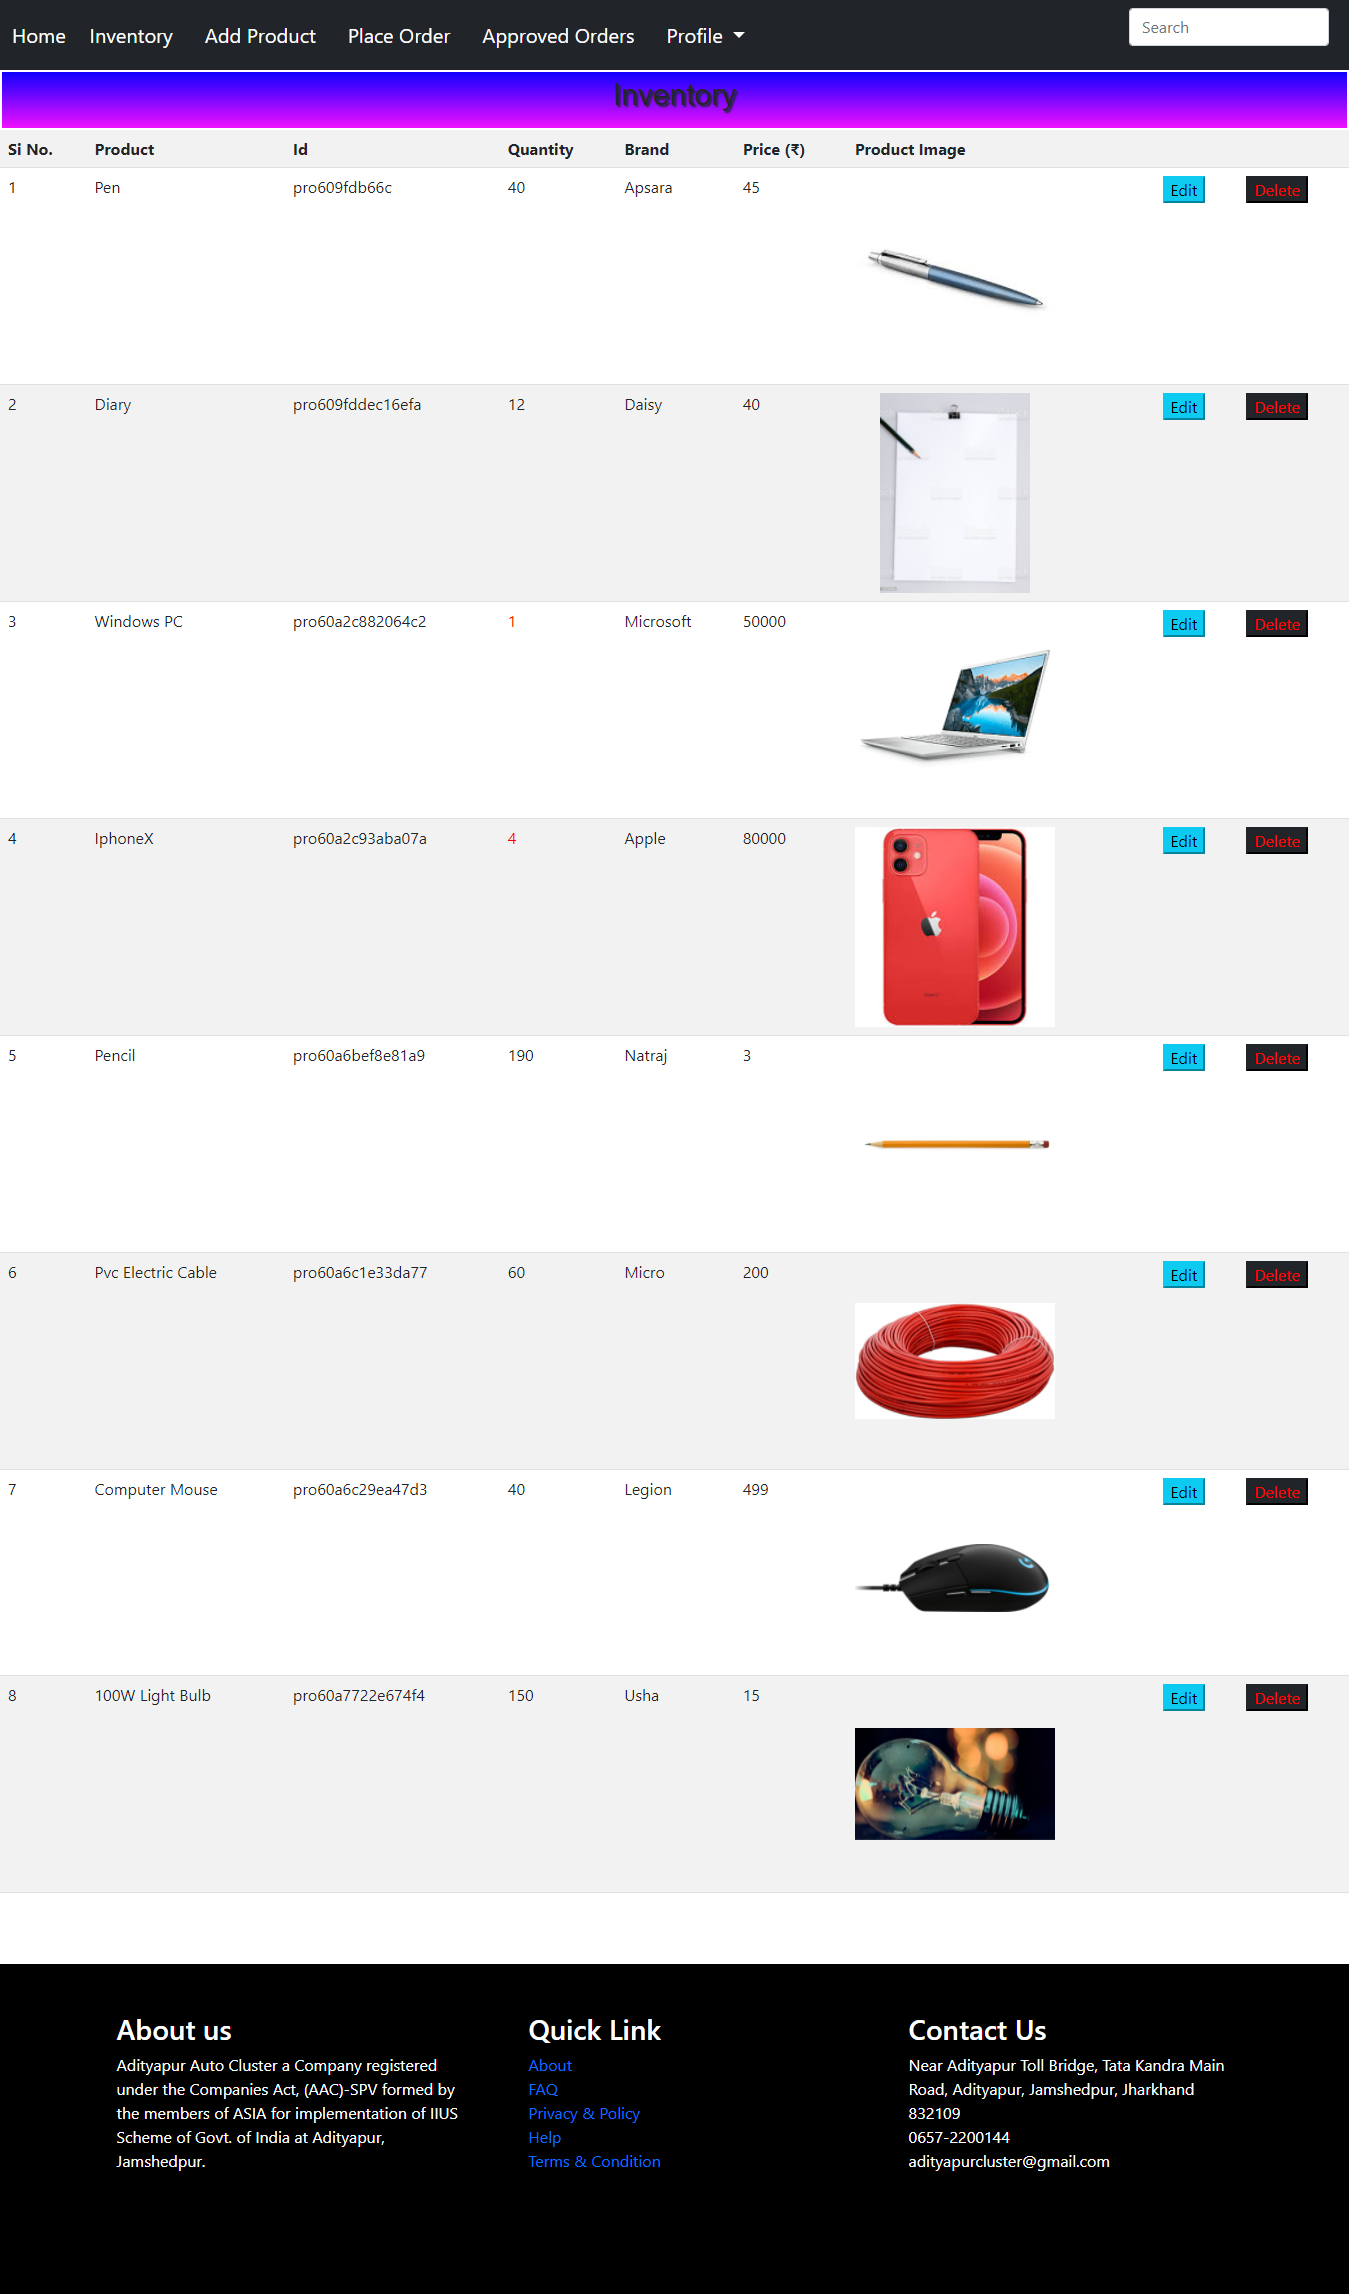 Home Inventory Add Product Place Order Approved Orders Profile Search
Inventory
Si No. Product Id Quantity Brand Price (₹) Product Image
1 Pen pro609fdb66c 40 Apsara 45 Edit Delete
2 Diary pro609fddec16efa 12 Daisy 40 Edit Delete
3 Windows PC pro60a2c882064c2 1 Microsoft 50000 Edit Delete
4 IphoneX pro60a2c93aba07a 4 Apple 80000 Edit Delete
5 Pencil pro60a6bef8e81a9 190 Natraj 3 Edit Delete
6 Pvc Electric Cable pro60a6c1e33da77 60 Micro 200 Edit Delete
7 Computer Mouse pro60a6c29ea47d3 40 Legion 499 Edit Delete
8 100W Light Bulb pro60a7722e674f4 150 Usha 15 Edit Delete
About us
Adityapur Auto Cluster a Company registered
under the Companies Act, (AAC)-SPV formed by
the members of ASIA for implementation of IIUS
Scheme of Govt. of India at Adityapur,
Jamshedpur.
Quick Link
About
FAQ
Privacy & Policy
Help
Terms & Condition
Contact Us
Near Adityapur Toll Bridge, Tata Kandra Main
Road, Adityapur, Jamshedpur, Jharkhand
832109
0657-2200144
adityapurcluster@gmail.com